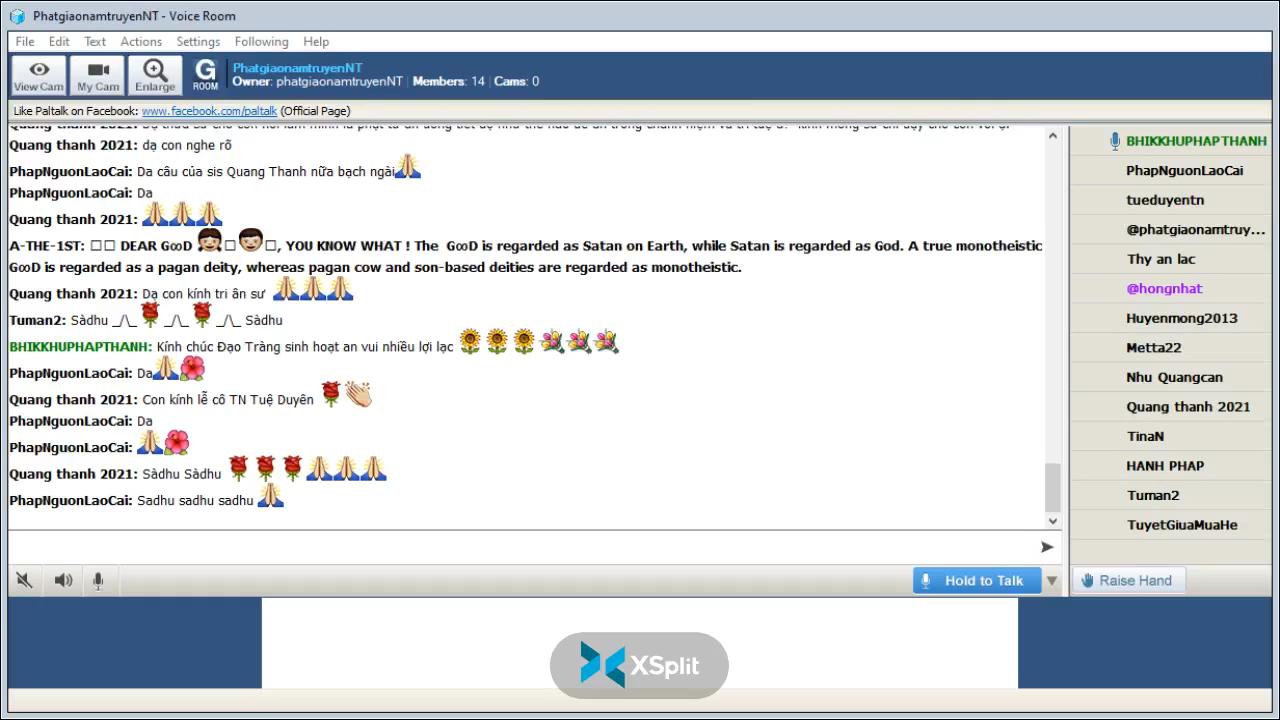 PhatgiaonamtruyenNT - Voice Room
File Edit Text Actions Settings Following Help
View Cam My Cam Enlarge G ROOM
PhatgiaonamtruyenNT
Owner: phatgiaonamtruyenNT Members: 14 Cams: 0
Like Paltalk on Facebook: www.facebook.com/paltalk (Official Page)
Quang thanh 2021:
Quang thanh 2021: dạ con nghe rõ
PhapNguonLaoCai: Da câu của sis Quang Thanh nữa bạch ngài
PhapNguonLaoCai: Da
Quang thanh 2021:
A-THE-1ST: □□ DEAR G∞D □ □, YOU KNOW WHAT ! The G∞D is regarded as Satan on Earth, while Satan is regarded as God. A true monotheistic
G∞D is regarded as a pagan deity, whereas pagan cow and son-based deities are regarded as monotheistic.
Quang thanh 2021: Dạ con kính tri ân sư
Tuman2: Sàdhu _/\_ _/\_ _/\_ Sàdhu
BHIKKHUPHAPTHANH: Kính chúc Đạo Tràng sinh hoạt an vui nhiều lợi lạc
PhapNguonLaoCai: Da
Quang thanh 2021: Con kính lễ cô TN Tuệ Duyên
PhapNguonLaoCai: Da
PhapNguonLaoCai:
Quang thanh 2021: Sàdhu Sàdhu
PhapNguonLaoCai: Sadhu sadhu sadhu
Hold to Talk
BHIKKHUPHAPTHANH
PhapNguonLaoCai
tueduyentn
@phatgiaonamtruy...
Thy an lac
@hongnhat
Huyenmong2013
Metta22
Nhu Quangcan
Quang thanh 2021
TinaN
HANH PHAP
Tuman2
TuyetGiuaMuaHe
Raise Hand
XSplit